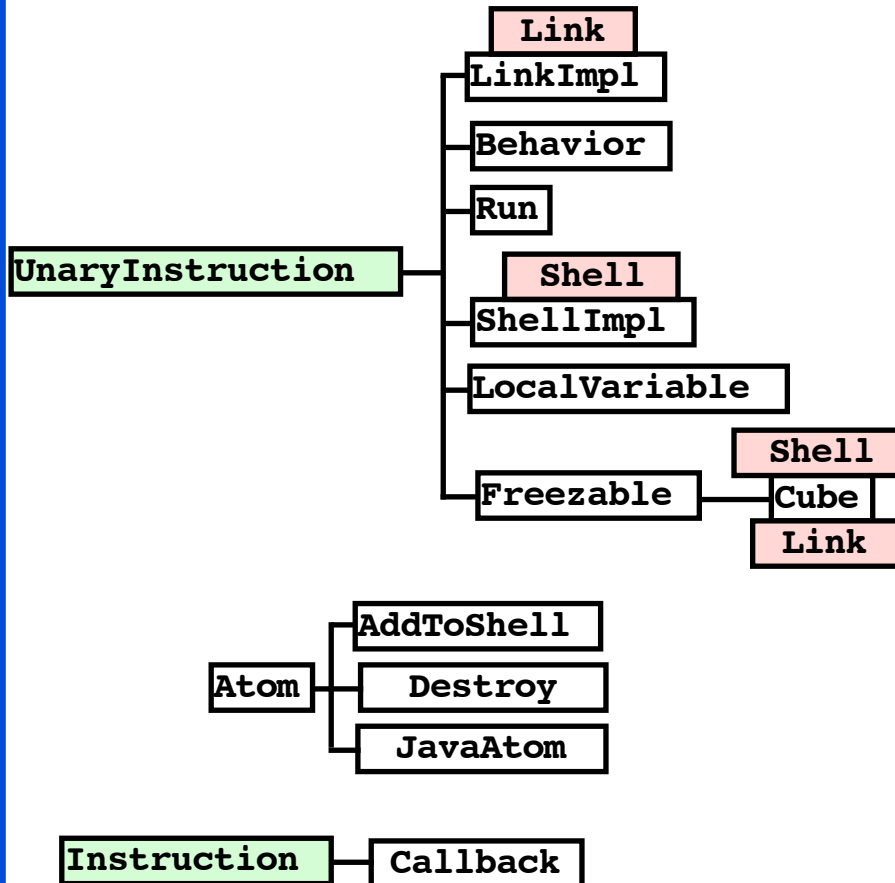 Link
LinkImpl
Behavior
Run
UnaryInstruction
Shell
ShellImpl
LocalVariable
Shell
Freezable
Cube
Link
AddToShell
Atom
Destroy
JavaAtom
Instruction
Callback